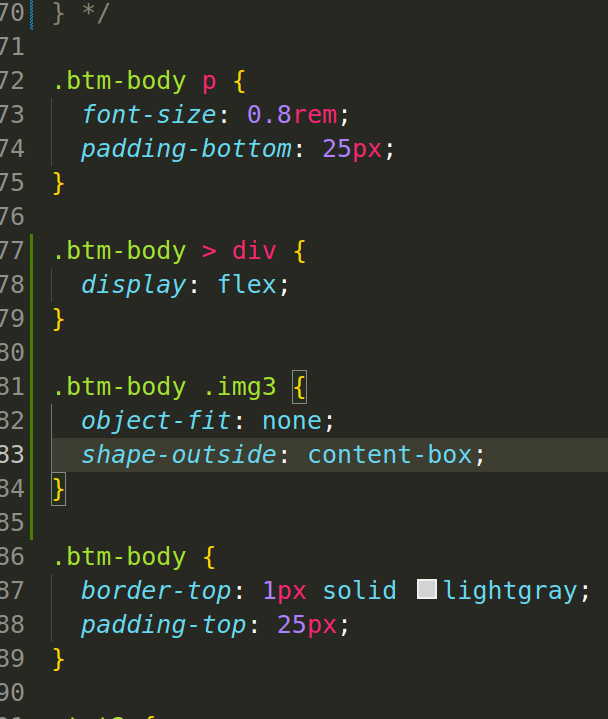 70 } */
71
72 .btm-body p {
73 font-size: 0.8rem;
74 padding-bottom: 25px;
75 }
76
77 .btm-body > div {
78 display: flex;
79 }
80
81 .btm-body .img3 {
82 object-fit: none;
83 shape-outside: content-box;
84 }
85
86 .btm-body {
87 border-top: 1px solid lightgray;
88 padding-top: 25px;
89 }
90